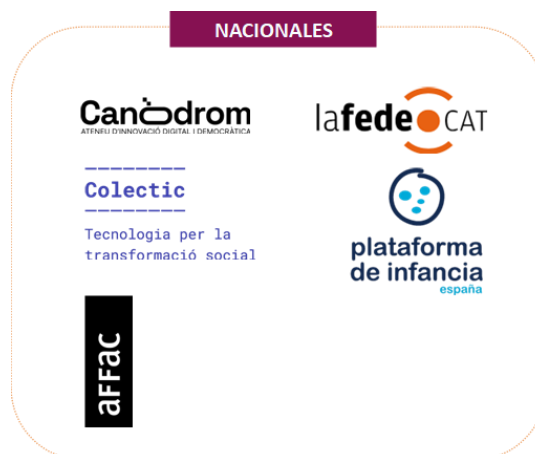 NACIONALES
Canòdrom
ATENEU D'INNOVACIÓ DIGITAL I DEMOCRÀTICA
lafede CAT
Colectic
Tecnologia per la
transformació social
plataforma
de infancia
españa
affac